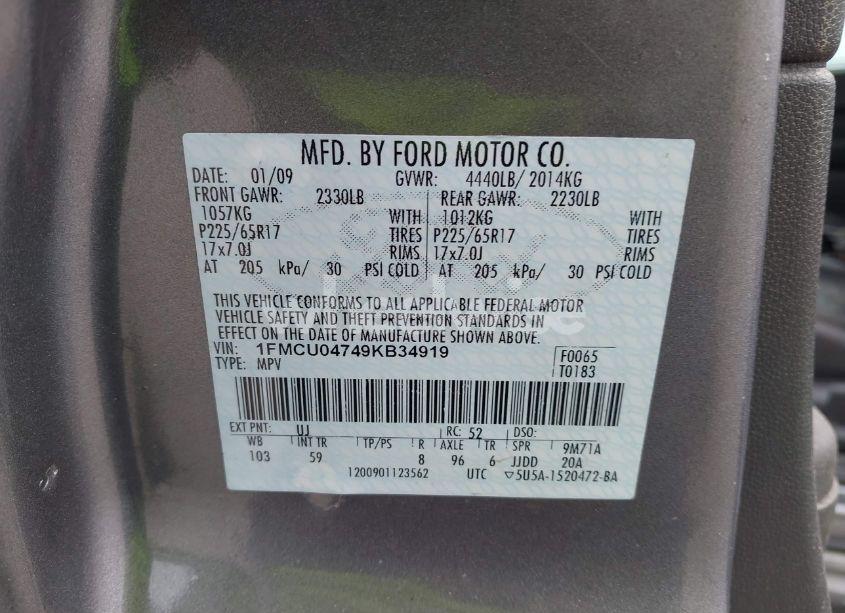 MFD. BY FORD MOTOR CO.
DATE: 01/09 GVWR: 4440LB/ 2014KG
FRONT GAWR: 2330LB REAR GAWR: 2230LB
1057KG WITH 1012KG WITH
P225/65R17 TIRES P225/65R17 TIRES
17x7.0J RIMS 17x7.0J RIMS
AT 205 kPa/ 30 PSI COLD AT 205 kPa/ 30 PSI COLD
THIS VEHICLE CONFORMS TO ALL APPLICABLE FEDERAL MOTOR
VEHICLE SAFETY AND THEFT PREVENTION STANDARDS IN
EFFECT ON THE DATE OF MANUFACTURE SHOWN ABOVE.
VIN: 1FMCU04749KB34919 F0065
TYPE: MPV T0183
EXT PNT: UJ RC: 52 DSO:
WB INT TR TP/PS R AXLE TR SPR 9M71A
103 59 8 96 6 JJDD 20A
1200901123562 UTC ▽5U5A-1520472-BA